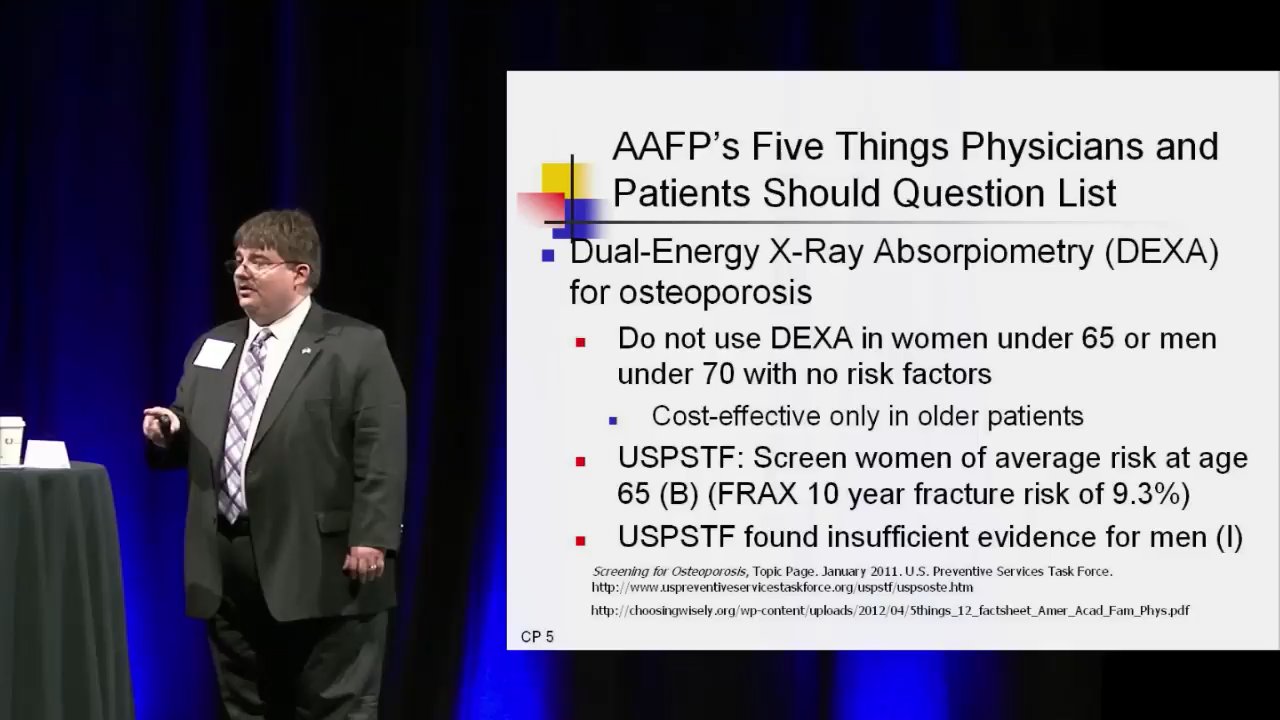 AAFP’s Five Things Physicians and
Patients Should Question List
Dual-Energy X-Ray Absorpiometry (DEXA)
for osteoporosis
Do not use DEXA in women under 65 or men
under 70 with no risk factors
Cost-effective only in older patients
USPSTF: Screen women of average risk at age
65 (B) (FRAX 10 year fracture risk of 9.3%)
USPSTF found insufficient evidence for men (I)
Screening for Osteoporosis, Topic Page. January 2011. U.S. Preventive Services Task Force.
http://www.uspreventiveservicestaskforce.org/uspstf/uspsoste.htm
http://choosingwisely.org/wp-content/uploads/2012/04/5things_12_factsheet_Amer_Acad_Fam_Phys.pdf
CP 5